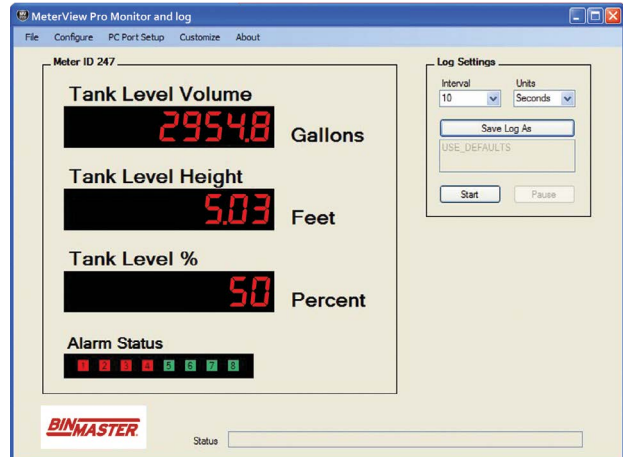 MeterView Pro Monitor and log
File Configure PC Port Setup Customize About
Meter ID 247
Tank Level Volume
2954.8 Gallons
Tank Level Height
5.03 Feet
Tank Level %
50 Percent
Alarm Status
1 2 3 4 5 6 7 8
Log Settings
Interval Units
10 Seconds
Save Log As
USE_DEFAULTS
Start Pause
BINMASTER
Status